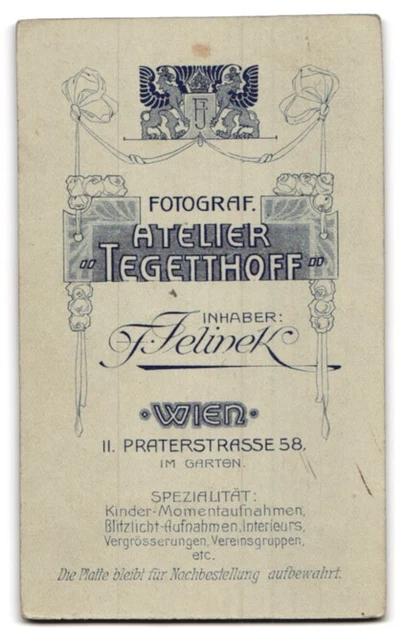 FJ
FOTOGRAF.
ATELIER
"TEGETTHOFF"
INHABER:
F. Jelinek
·WIEN·
II. PRATERSTRASSE 58,
IM GARTEN.
SPEZIALITÄT:
Kinder-Momentaufnahmen,
Blitzlicht-Aufnahmen, Interieurs,
Vergrösserungen, Vereinsgruppen,
etc.
Die Platte bleibt für Nachbestellung aufbewahrt.